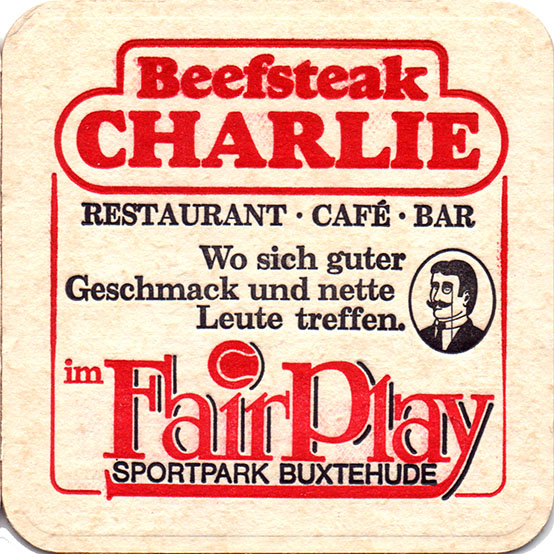 Beefsteak
CHARLIE
RESTAURANT · CAFÉ · BAR
Wo sich guter
Geschmack und nette
Leute treffen.
im FairPlay
SPORTPARK BUXTEHUDE